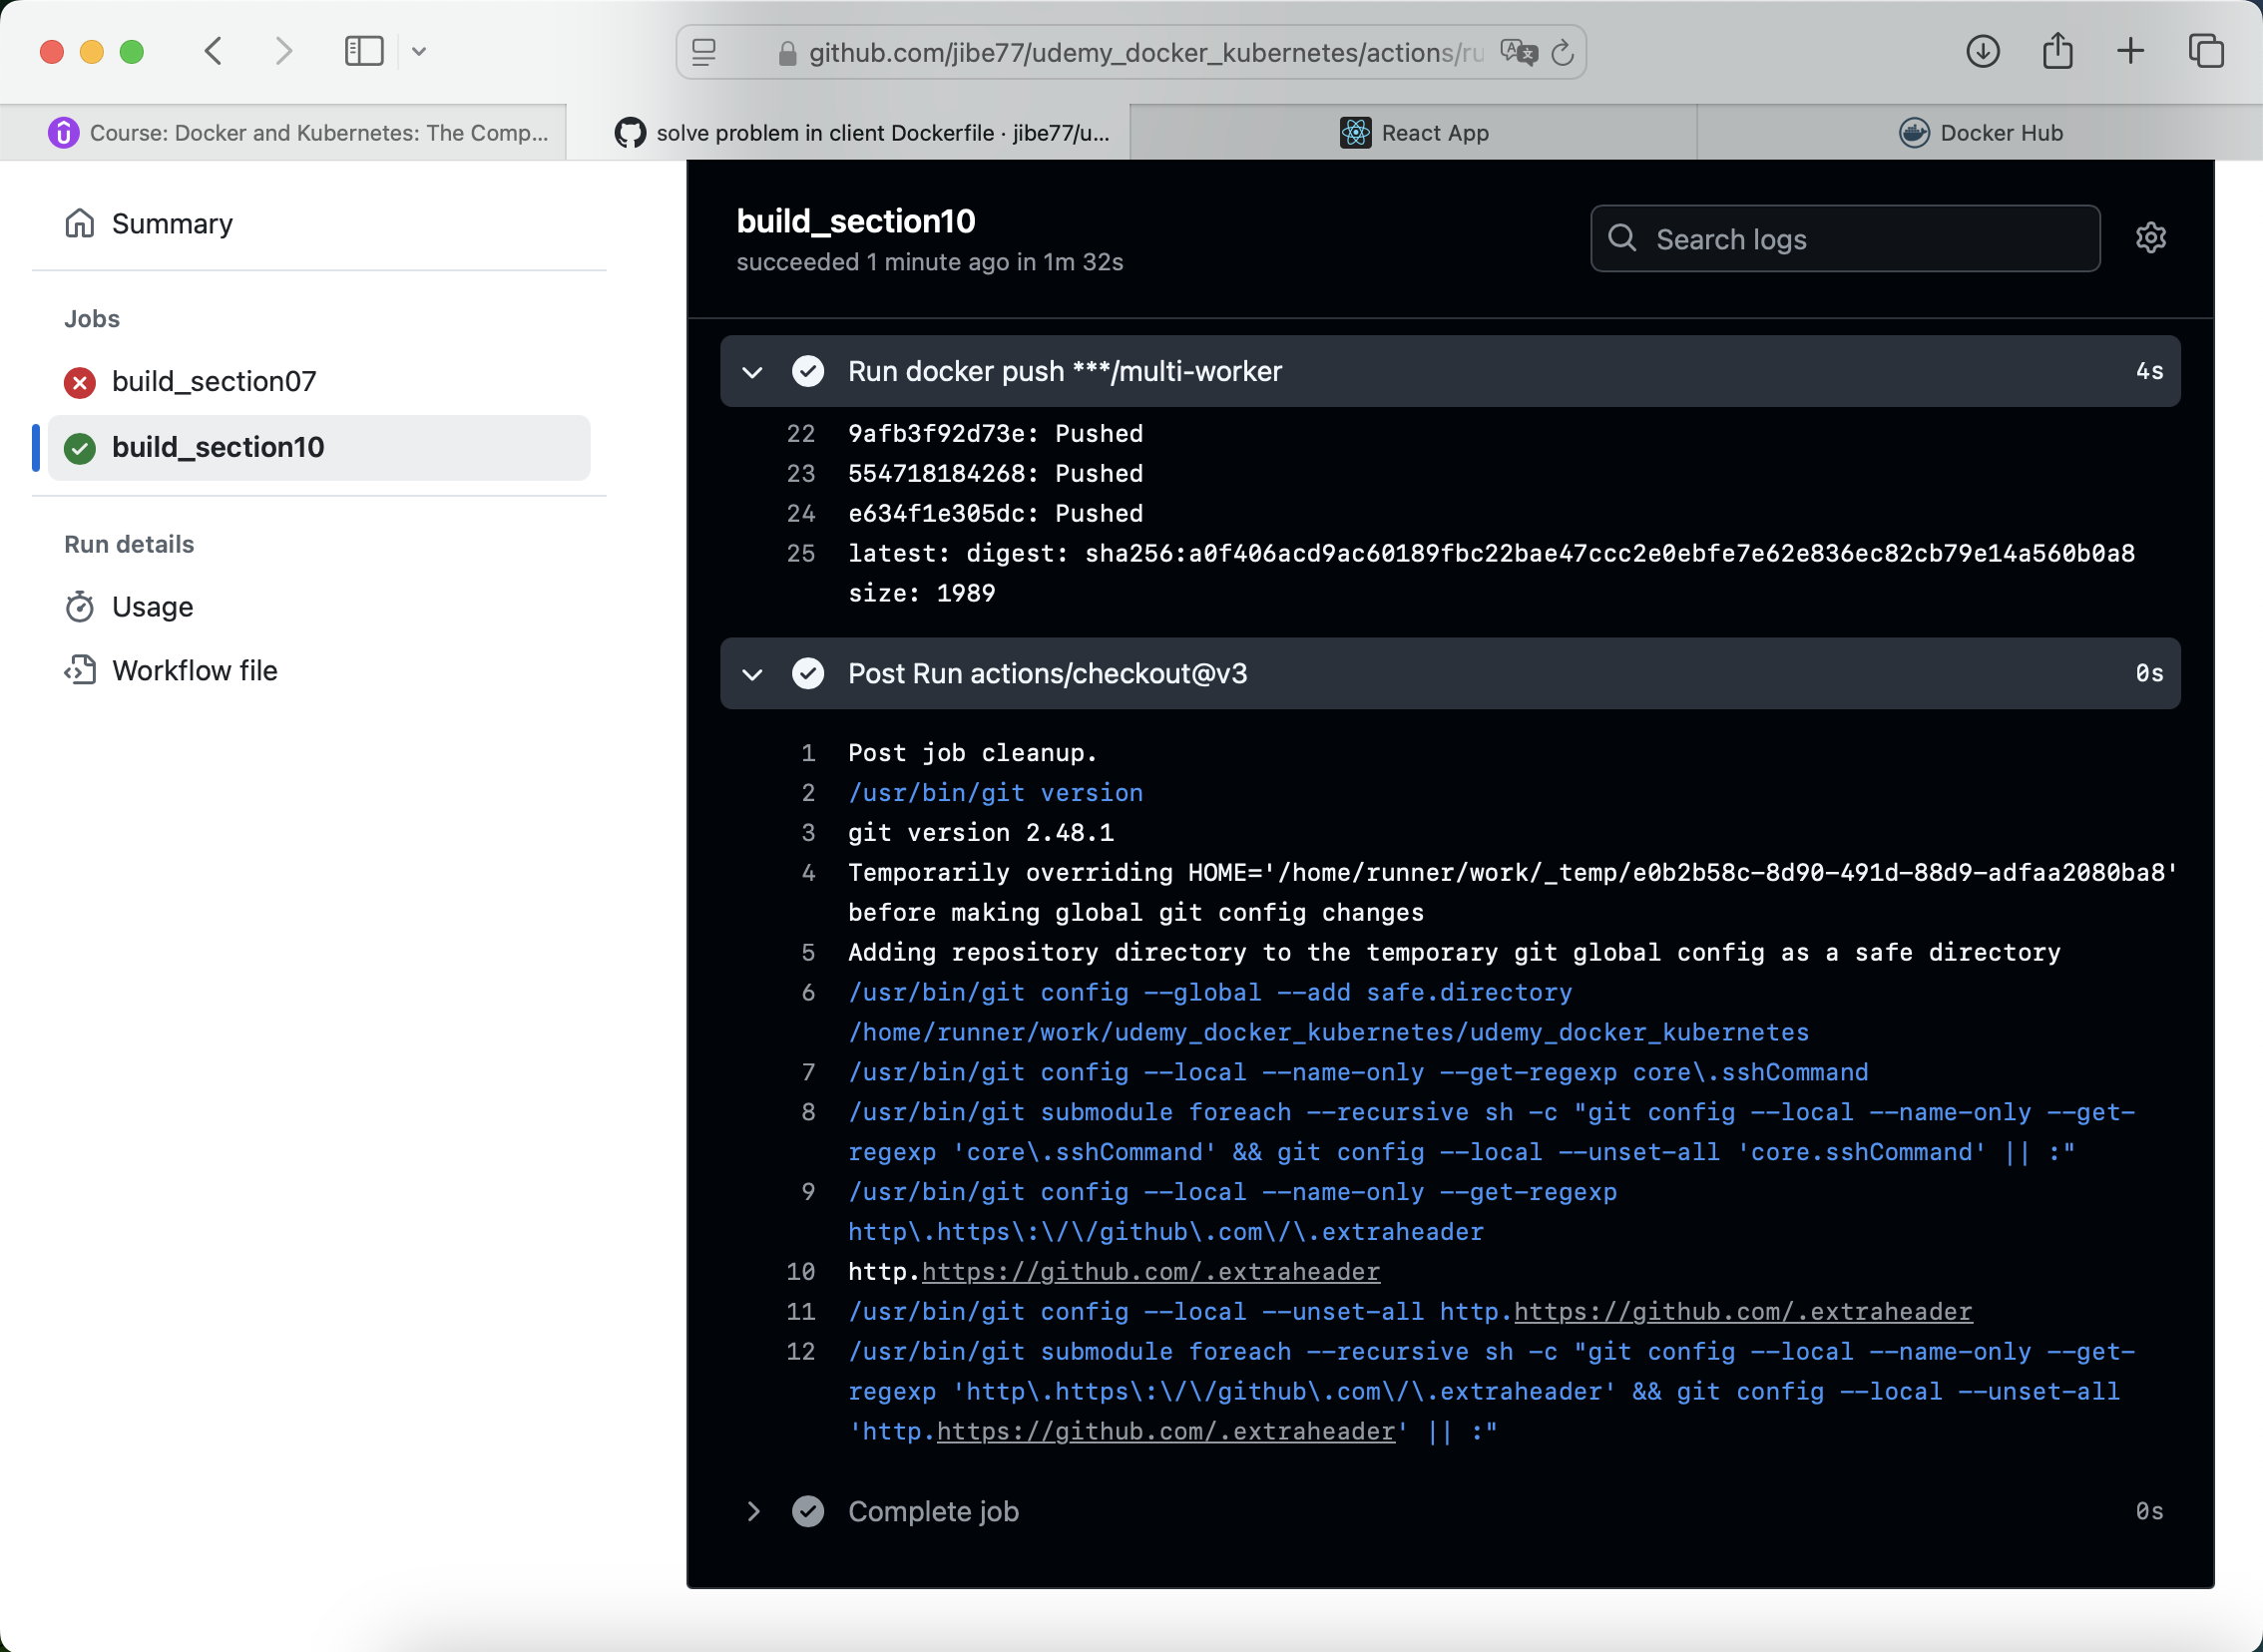 github.com/jibe77/udemy_docker_kubernetes/actions/ru
Course: Docker and Kubernetes: The Comp...
solve problem in client Dockerfile · jibe77/u...
React App
Docker Hub
Summary
Jobs
build_section07
build_section10
Run details
Usage
Workflow file
build_section10
succeeded 1 minute ago in 1m 32s
Search logs
Run docker push ***/multi-worker 4s
22 9afb3f92d73e: Pushed
23 554718184268: Pushed
24 e634f1e305dc: Pushed
25 latest: digest: sha256:a0f406acd9ac60189fbc22bae47ccc2e0ebfe7e62e836ec82cb79e14a560b0a8
size: 1989
Post Run actions/checkout@v3 0s
1 Post job cleanup.
2 /usr/bin/git version
3 git version 2.48.1
4 Temporarily overriding HOME='/home/runner/work/_temp/e0b2b58c-8d90-491d-88d9-adfaa2080ba8'
before making global git config changes
5 Adding repository directory to the temporary git global config as a safe directory
6 /usr/bin/git config --global --add safe.directory
/home/runner/work/udemy_docker_kubernetes/udemy_docker_kubernetes
7 /usr/bin/git config --local --name-only --get-regexp core\.sshCommand
8 /usr/bin/git submodule foreach --recursive sh -c "git config --local --name-only --get-
regexp 'core\.sshCommand' && git config --local --unset-all 'core.sshCommand' || :"
9 /usr/bin/git config --local --name-only --get-regexp
http\.https\:\/\/github\.com\/\.extraheader
10 http.https://github.com/.extraheader
11 /usr/bin/git config --local --unset-all http.https://github.com/.extraheader
12 /usr/bin/git submodule foreach --recursive sh -c "git config --local --name-only --get-
regexp 'http\.https\:\/\/github\.com\/\.extraheader' && git config --local --unset-all
'http.https://github.com/.extraheader' || :"
Complete job 0s